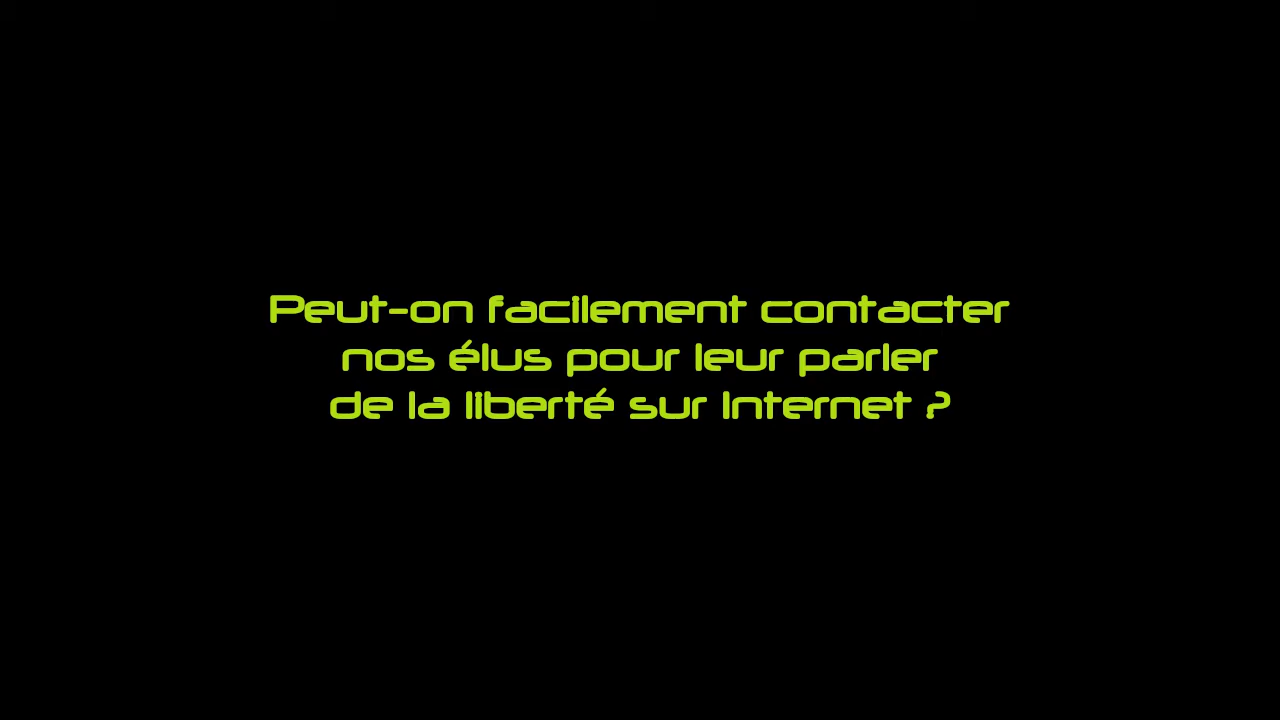 Peut-on facilement contacter
nos élus pour leur parler
de la liberté sur Internet ?